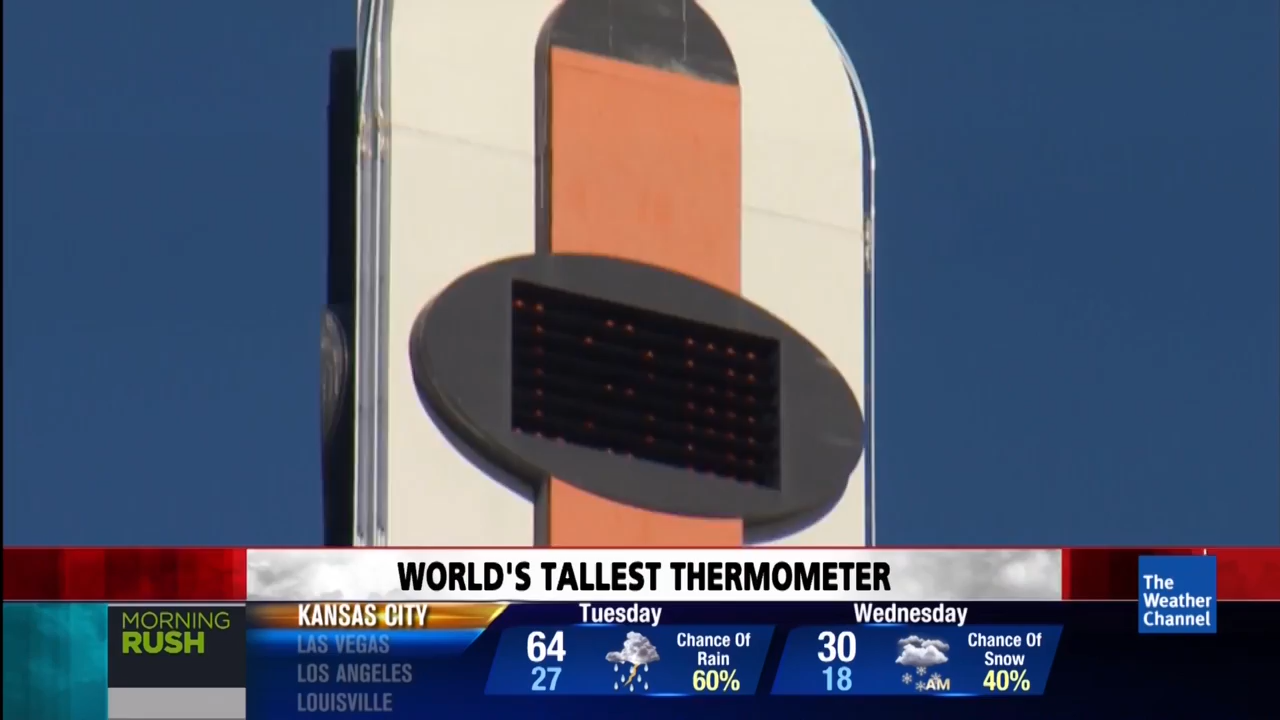 WORLD'S TALLEST THERMOMETER
The
Weather
Channel
MORNING
RUSH
KANSAS CITY
LAS VEGAS
LOS ANGELES
LOUISVILLE
Tuesday
64
27
Chance Of
Rain
60%
Wednesday
30
18
AM
Chance Of
Snow
40%